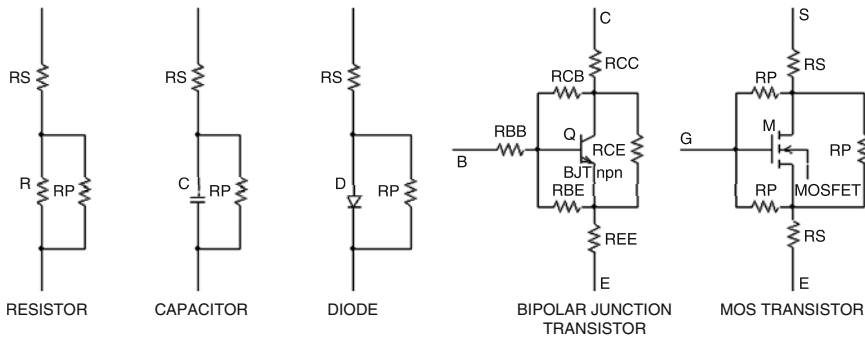 RS
R
RP
RESISTOR
RS
C
RP
CAPACITOR
RS
D
RP
DIODE
C
RCC
RCB
RBB
B
Q
RCE
BJT npn
RBE
REE
E
BIPOLAR JUNCTION
TRANSISTOR
S
RS
RP
G
M
RP
MOSFET
RP
RS
E
MOS TRANSISTOR